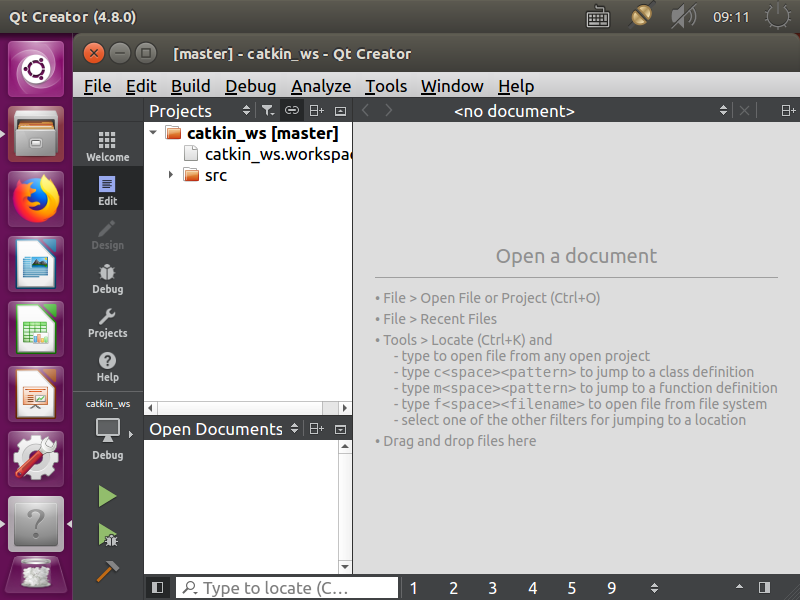 Qt Creator (4.8.0)
09:11
[master] - catkin_ws - Qt Creator
File Edit Build Debug Analyze Tools Window Help
Projects
<no document>
Welcome
Edit
Design
Debug
Projects
Help
catkin_ws
Debug
catkin_ws [master]
catkin_ws.workspac
src
Open Documents
Open a document
• File > Open File or Project (Ctrl+O)
• File > Recent Files
• Tools > Locate (Ctrl+K) and
- type to open file from any open project
- type c<space><pattern> to jump to a class definition
- type m<space><pattern> to jump to a function definition
- type f<space><filename> to open file from file system
- select one of the other filters for jumping to a location
• Drag and drop files here
Type to locate (C...
1 2 3 4 5 9